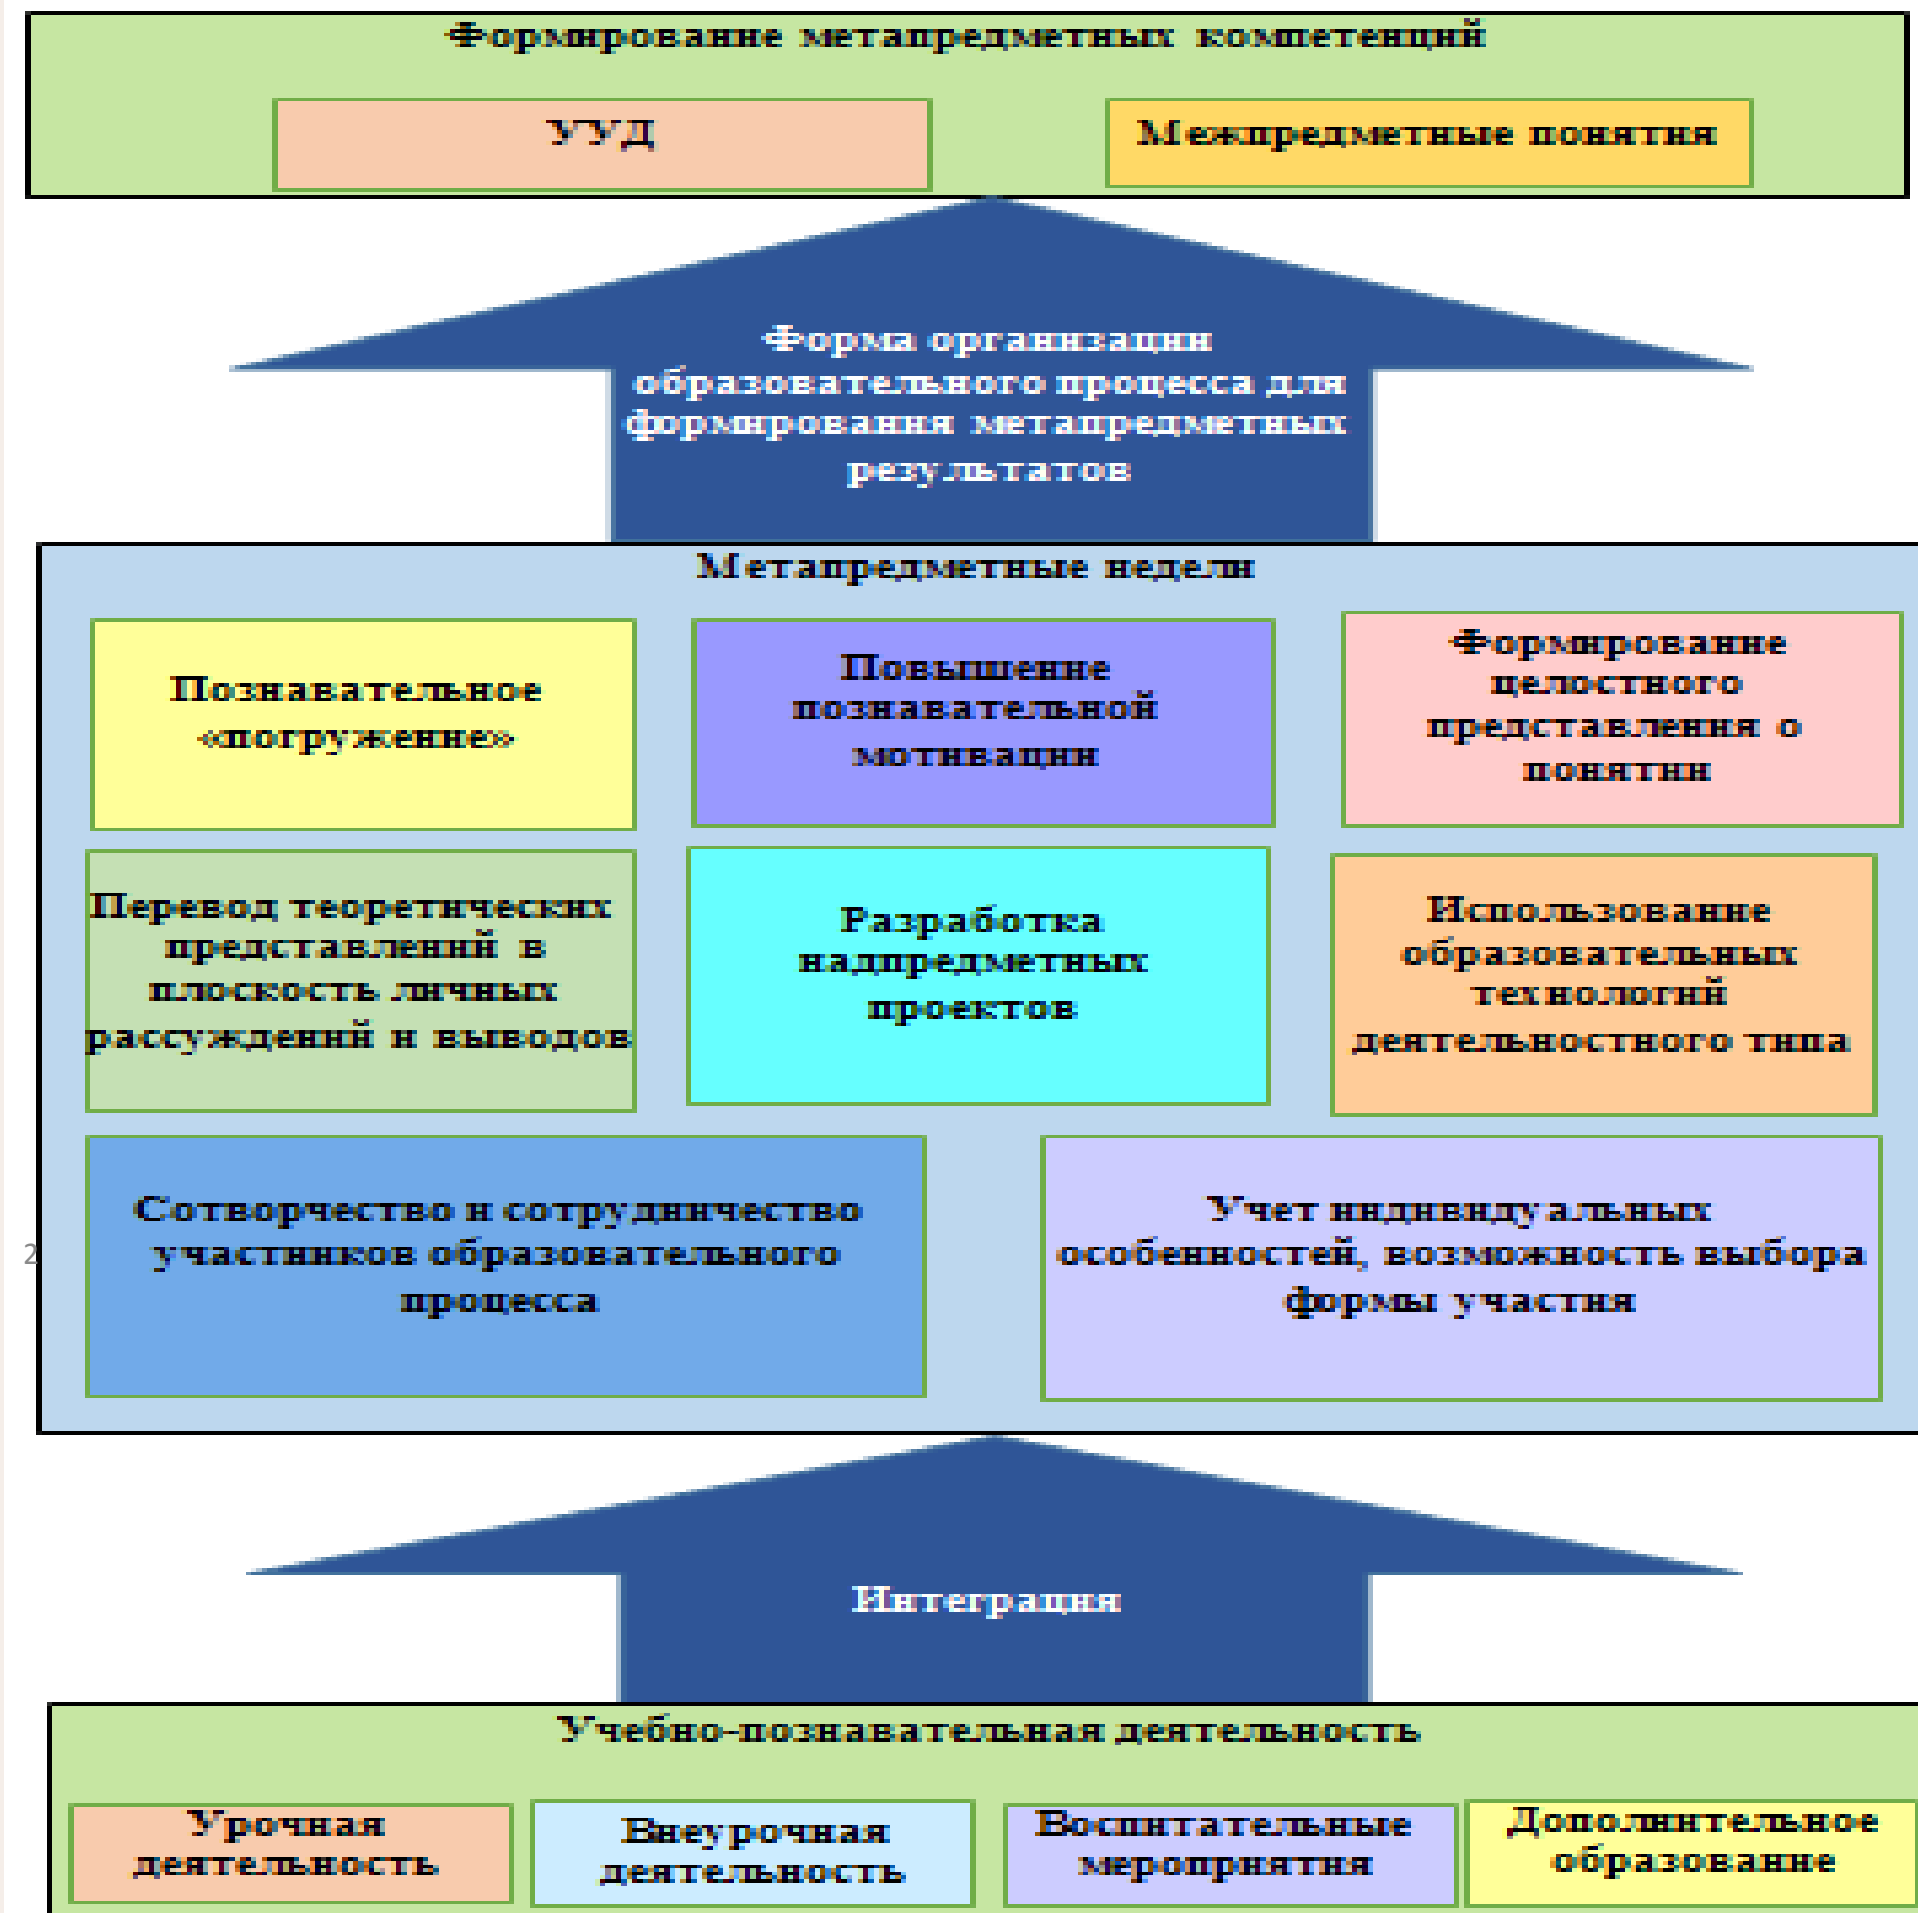 Формирование метапредметных компетенций
УУД
Межпредметные понятия
Форма организации
образовательного процесса для
формирования метапредметных
результатов
Метапредметные недели
Познавательное
«погружение»
Повышение
познавательной
мотивации
Формирование
целостного
представления о
понятии
Перевод теоретических
представлений в
плоскость личных
рассуждений и выводов
Разработка
надпредметных
проектов
Использование
образовательных
технологий
деятельностного типа
Сотворчество и сотрудничество
участников образовательного
процесса
Учет индивидуальных
особенностей, возможность выбора
формы участия
2
Интеграция
Учебно-познавательная деятельность
Урочная
деятельность
Внеурочная
деятельность
Воспитательные
мероприятия
Дополнительное
образование